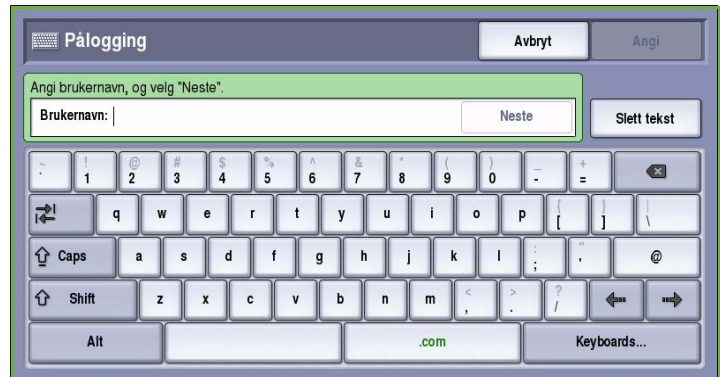 Pålogging Avbryt Angi
Angi brukernavn, og velg "Neste".
Brukernavn: Neste Slett tekst
~ ! @ # $ % ^ & * ( ) _ +
` 1 2 3 4 5 6 7 8 9 0 - =
q w e r t y u i o p { [ } ] | \
Caps a s d f g h j k l : ; " ' @
Shift z x c v b n m < , > . ? /
Alt .com Keyboards...